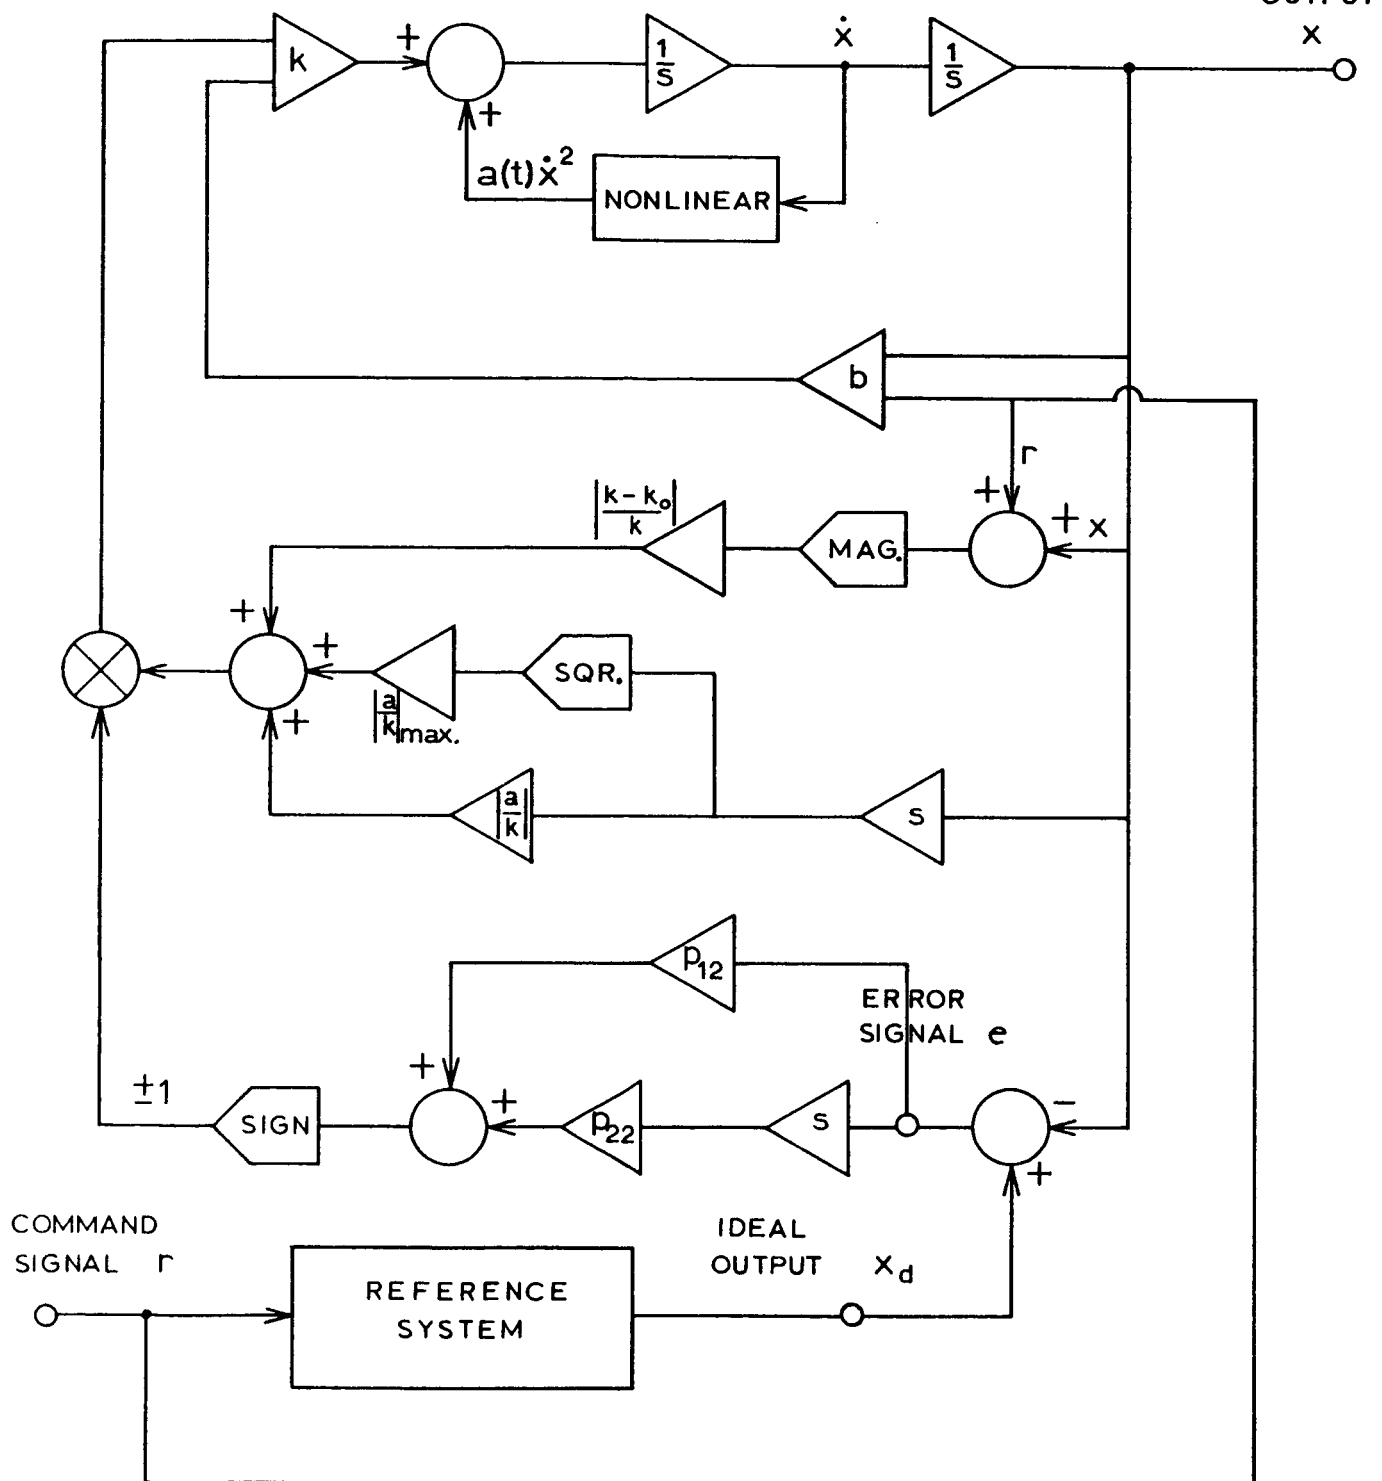 x
k
+
1/s
ẋ
1/s
+
a(t)ẋ²
NONLINEAR
b
r
|k − k₀ / k|
+
+ x
MAG.
+
+
SQR.
|a/k| max.
+
|a/k|
s
p₁₂
ERROR
SIGNAL e
+
±1
SIGN
+
p₂₂
s
−
+
COMMAND
SIGNAL r
IDEAL
OUTPUT x_d
REFERENCE
SYSTEM